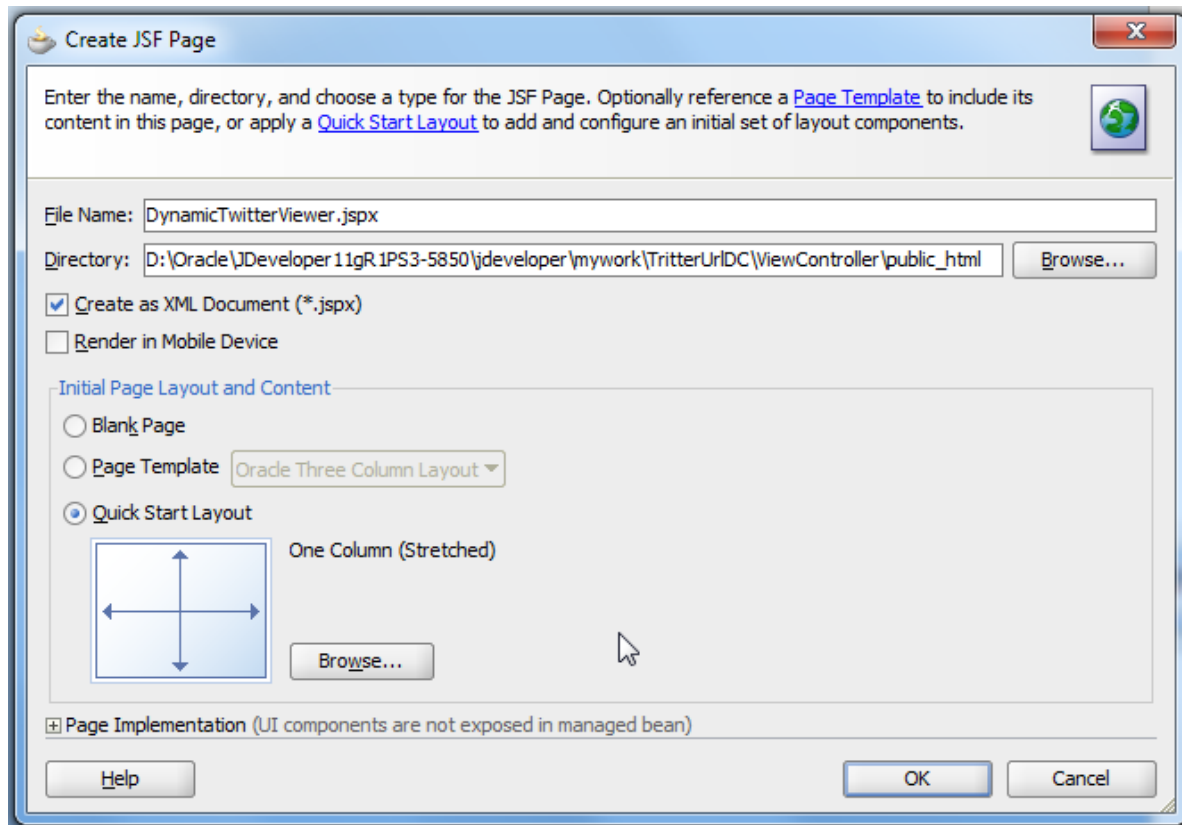 Create JSF Page
Enter the name, directory, and choose a type for the JSF Page. Optionally reference a Page Template to include its
content in this page, or apply a Quick Start Layout to add and configure an initial set of layout components.
File Name: DynamicTwitterViewer.jspx
Directory: D:\Oracle\JDeveloper11gR1PS3-5850\jdeveloper\mywork\TritterUrlDC\ViewController\public_html Browse...
Create as XML Document (*.jspx)
Render in Mobile Device
Initial Page Layout and Content
Blank Page
Page Template Oracle Three Column Layout
Quick Start Layout
One Column (Stretched)
Browse...
Page Implementation (UI components are not exposed in managed bean)
Help OK Cancel